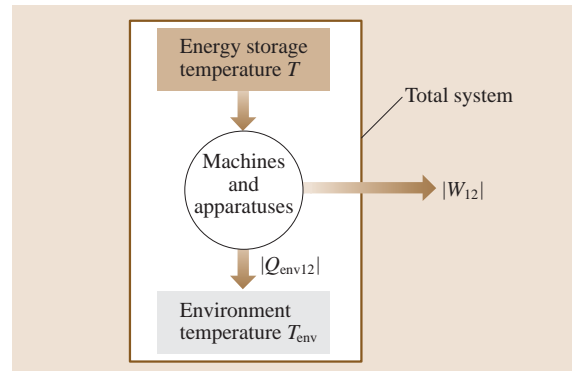 Energy storage
temperature T
Total system
Machines
and
apparatuses
|W12|
|Qenv12|
Environment
temperature Tenv